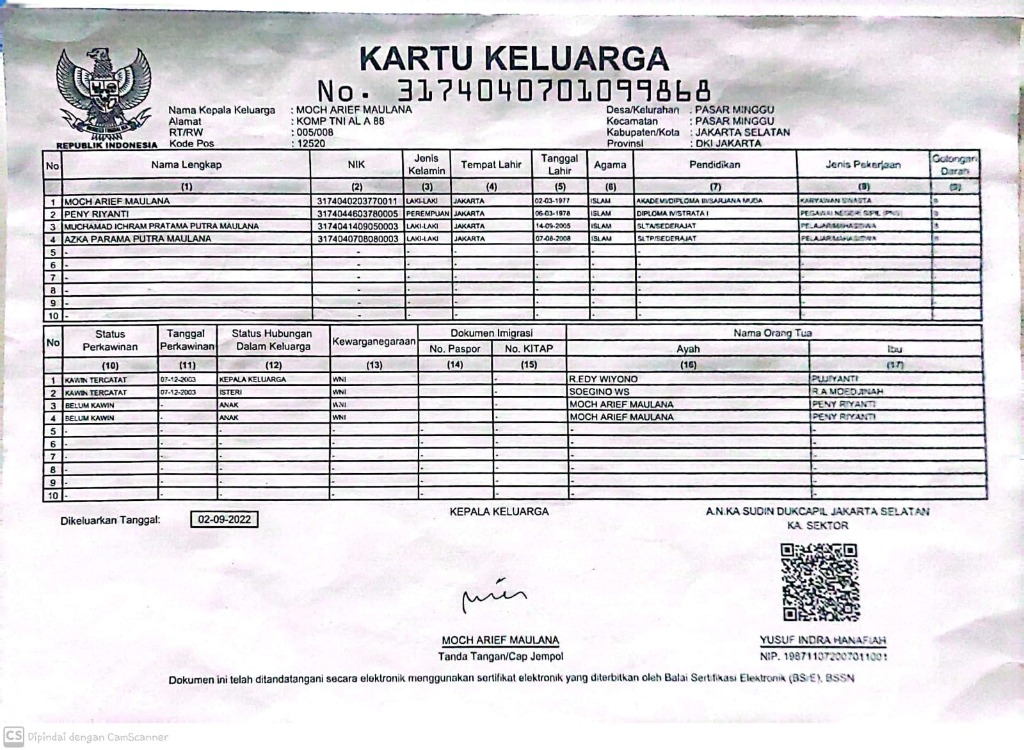 KARTU KELUARGA
No. 3174040701099868
Nama Kepala Keluarga : MOCH ARIEF MAULANA
Alamat : KOMP TNI AL A 88
RT/RW : 005/008
Kode Pos : 12520
Desa/Kelurahan : PASAR MINGGU
Kecamatan : PASAR MINGGU
Kabupaten/Kota : JAKARTA SELATAN
Provinsi : DKI JAKARTA
REPUBLIK INDONESIA
No Nama Lengkap NIK Jenis Kelamin Tempat Lahir Tanggal Lahir Agama Pendidikan Jenis Pekerjaan Golongan Darah
(1) (2) (3) (4) (5) (6) (7) (8) (9)
1 MOCH ARIEF MAULANA 3174040203770011 LAKI-LAKI JAKARTA 02-03-1977 ISLAM AKADEMI/DIPLOMA III/SARJANA MUDA KARYAWAN SWASTA
2 PENY RIYANTI 3174044603780005 PEREMPUAN JAKARTA 06-03-1978 ISLAM DIPLOMA IV/STRATA I PEGAWAI NEGERI SIPIL (PNS)
3 MUCHAMAD ICHRAM PRATAMA PUTRA MAULANA 3174041409050003 LAKI-LAKI JAKARTA 14-09-2005 ISLAM SLTA/SEDERAJAT PELAJAR/MAHASISWA
4 AZKA PARAMA PUTRA MAULANA 3174040708080003 LAKI-LAKI JAKARTA 07-08-2008 ISLAM SLTP/SEDERAJAT PELAJAR/MAHASISWA
5 - - - - - - - -
6 - - - - - - - -
7 - - - - - - - -
8 - - - - - - - -
9 - - - - - - - -
10 - - - - - - - -
No Status Perkawinan Tanggal Perkawinan Status Hubungan Dalam Keluarga Kewarganegaraan Dokumen Imigrasi Nama Orang Tua
No. Paspor No. KITAP Ayah Ibu
(10) (11) (12) (13) (14) (15) (16) (17)
1 KAWIN TERCATAT 07-12-2003 KEPALA KELUARGA WNI - R.EDY WIYONO PUJIYANTI
2 KAWIN TERCATAT 07-12-2003 ISTERI WNI - SOEGINO WS R.A MOEDJINAH
3 BELUM KAWIN - ANAK WNI - MOCH ARIEF MAULANA PENY RIYANTI
4 BELUM KAWIN - ANAK WNI - MOCH ARIEF MAULANA PENY RIYANTI
5 - - - - - - - -
6 - - - - - - - -
7 - - - - - - - -
8 - - - - - - - -
9 - - - - - - - -
10 - - - - - - - -
Dikeluarkan Tanggal: 02-09-2022
KEPALA KELUARGA
A.N.KA SUDIN DUKCAPIL JAKARTA SELATAN
KA. SEKTOR
MOCH ARIEF MAULANA
Tanda Tangan/Cap Jempol
YUSUF INDRA HANAFIAH
NIP. 198711072007011001
Dokumen ini telah ditandatangani secara elektronik menggunakan sertifikat elektronik yang diterbitkan oleh Balai Sertifikasi Elektronik (BSrE), BSSN
CS Dipindai dengan CamScanner